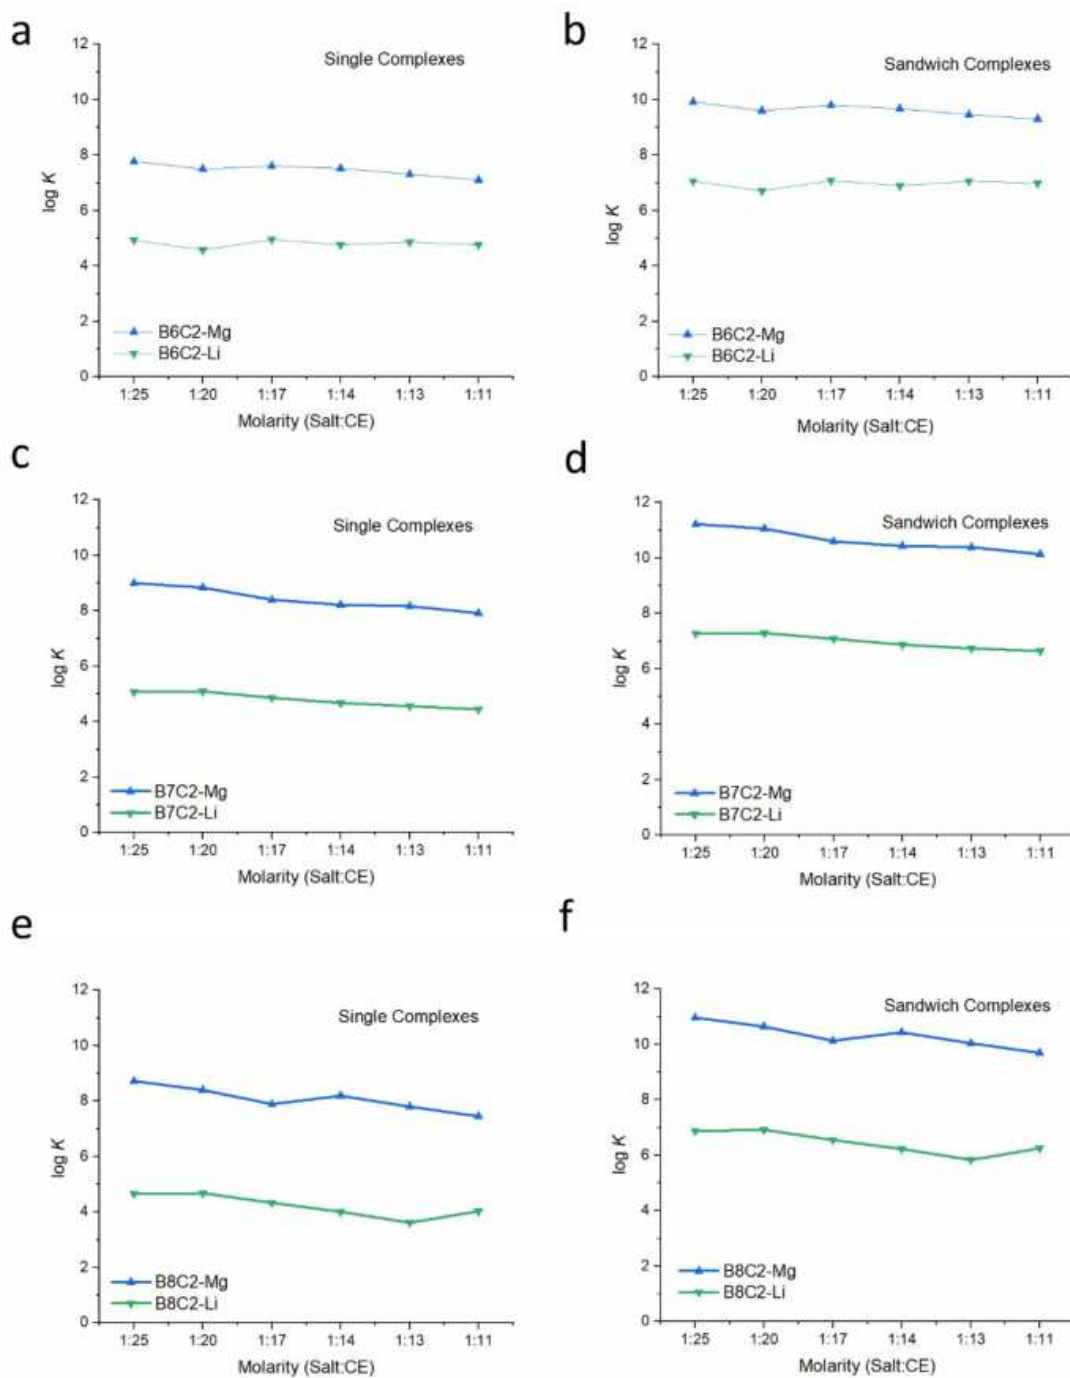 a
Single Complexes
12
10
8
6
4
2
0
log K
B6C2-Mg
B6C2-Li
1:25 1:20 1:17 1:14 1:13 1:11
Molarity (Salt:CE)
b
Sandwich Complexes
12
10
8
6
4
2
0
log K
B6C2-Mg
B6C2-Li
1:25 1:20 1:17 1:14 1:13 1:11
Molarity (Salt:CE)
c
Single Complexes
12
10
8
6
4
2
0
log K
B7C2-Mg
B7C2-Li
1:25 1:20 1:17 1:14 1:13 1:11
Molarity (Salt:CE)
d
Sandwich Complexes
12
10
8
6
4
2
0
log K
B7C2-Mg
B7C2-Li
1:25 1:20 1:17 1:14 1:13 1:11
Molarity (Salt:CE)
e
Single Complexes
12
10
8
6
4
2
0
log K
B8C2-Mg
B8C2-Li
1:25 1:20 1:17 1:14 1:13 1:11
Molarity (Salt:CE)
f
Sandwich Complexes
12
10
8
6
4
2
0
log K
B8C2-Mg
B8C2-Li
1:25 1:20 1:17 1:14 1:13 1:11
Molarity (Salt:CE)